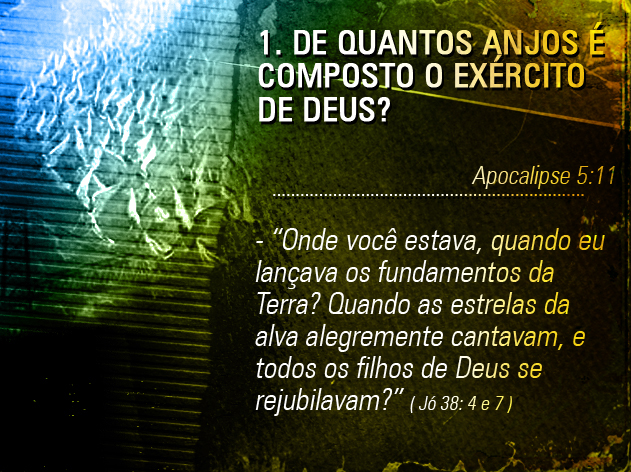 1. DE QUANTOS ANJOS É
COMPOSTO O EXÉRCITO
DE DEUS?
Apocalipse 5:11
- “Onde você estava, quando eu
lançava os fundamentos da
Terra? Quando as estrelas da
alva alegremente cantavam, e
todos os filhos de Deus se
rejubilavam?” ( Jó 38: 4 e 7 )